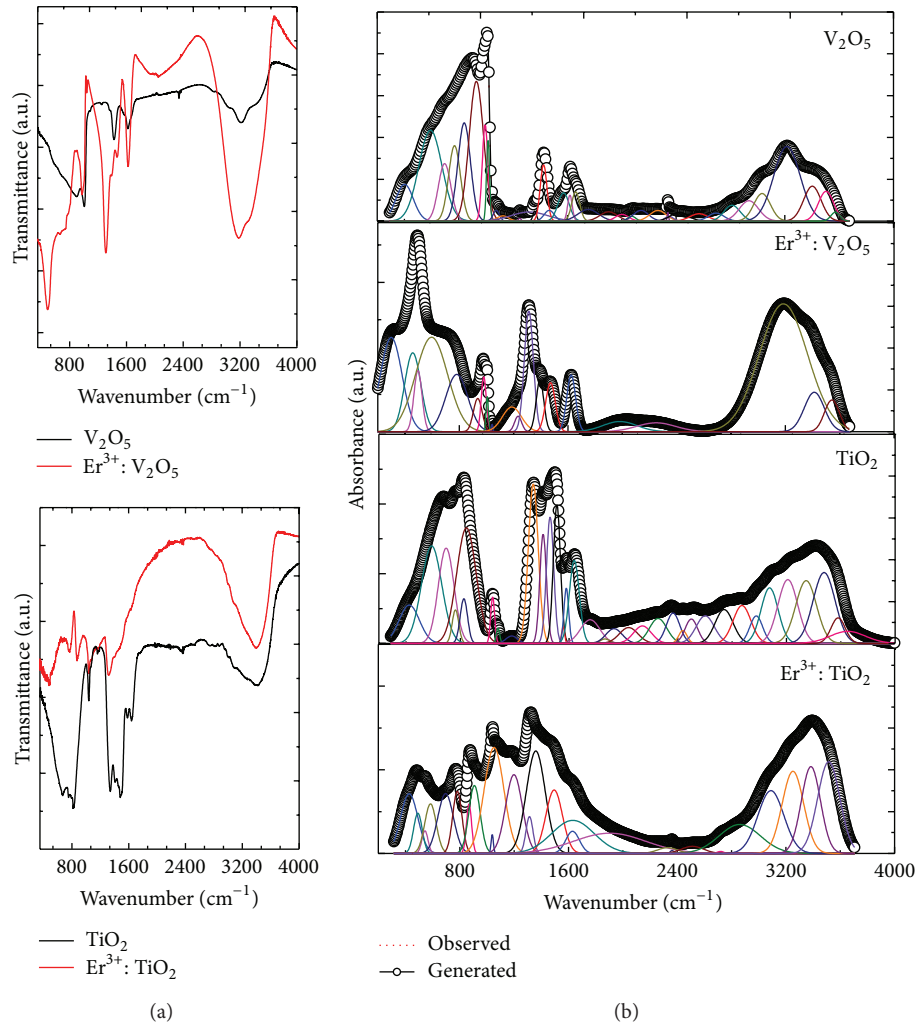 Transmittance (a.u.)
800 1600 2400 3200 4000
Wavenumber (cm⁻¹)
V₂O₅
Er³⁺: V₂O₅
Transmittance (a.u.)
800 1600 2400 3200 4000
Wavenumber (cm⁻¹)
TiO₂
Er³⁺: TiO₂
(a)
Absorbance (a.u.)
V₂O₅
Er³⁺: V₂O₅
TiO₂
Er³⁺: TiO₂
800 1600 2400 3200 4000
Wavenumber (cm⁻¹)
Observed
Generated
(b)